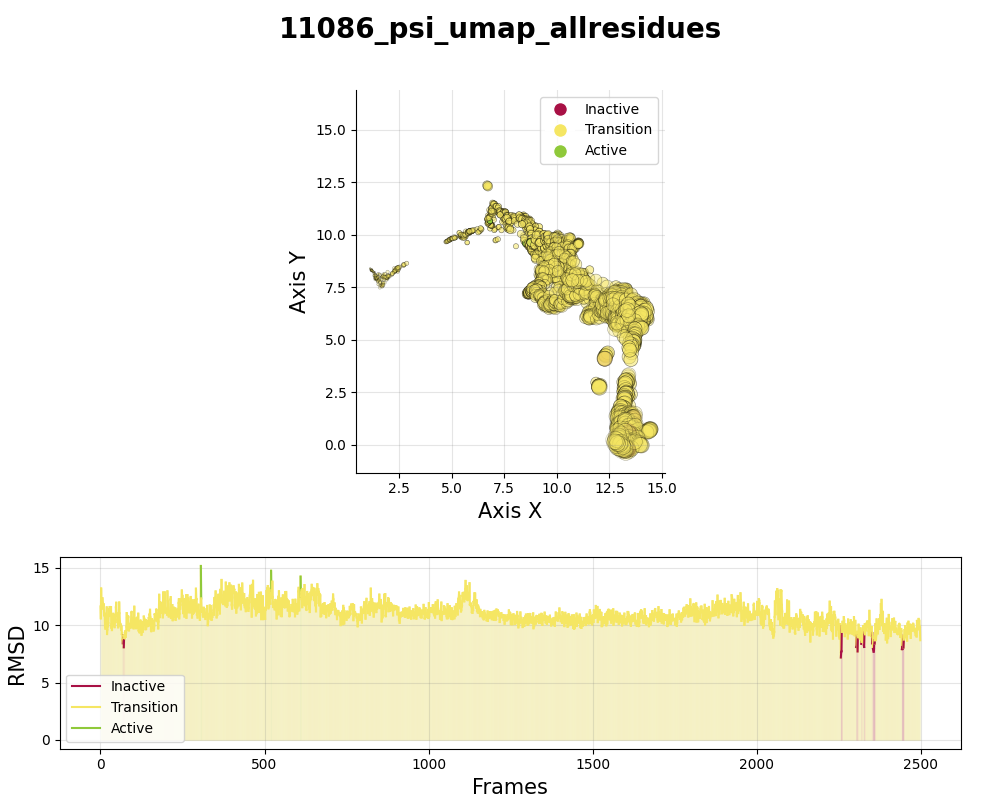 11086_psi_umap_allresidues
Inactive
Transition
Active
15.0
12.5
10.0
7.5
5.0
2.5
0.0
Axis Y
2.5 5.0 7.5 10.0 12.5 15.0
Axis X
15
10
5
0
RMSD
Inactive
Transition
Active
0 500 1000 1500 2000 2500
Frames